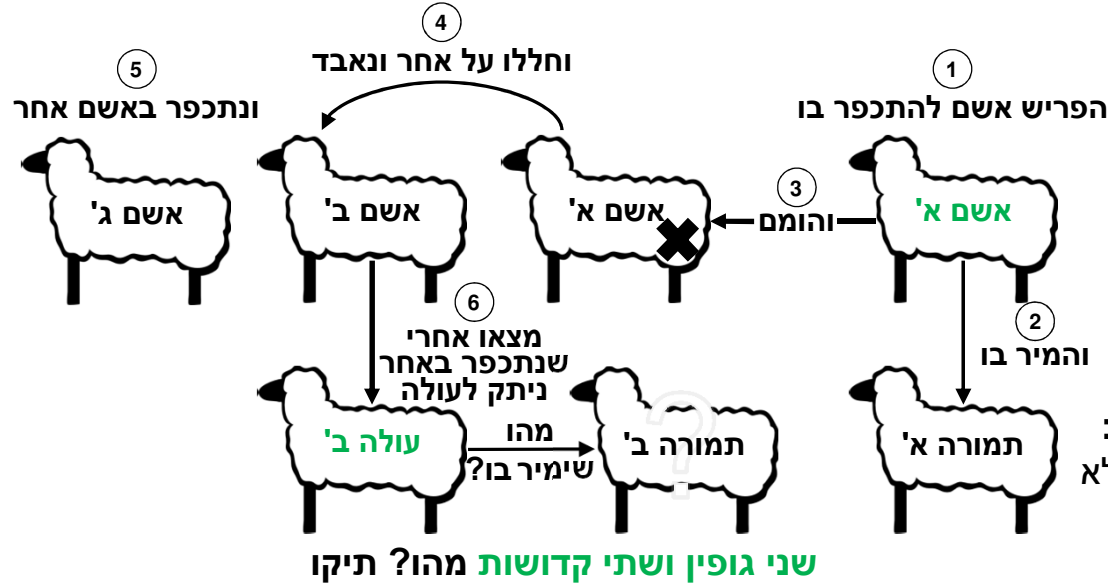 1
הפריש אשם להתכפר בו
אשם א'
2
והמיר בו
תמורה א'
3
והומם
אשם א'
4
וחללו על אחר ונאבד
אשם ב'
5
ונתכפר באשם אחר
אשם ג'
6
מצאו אחרי
שנתכפר באחר
ניתק לעולה
עולה ב'
מהו
שימיר בו?
תמורה ב'
?
שני גופין ושתי קדושות מהו? תיקו